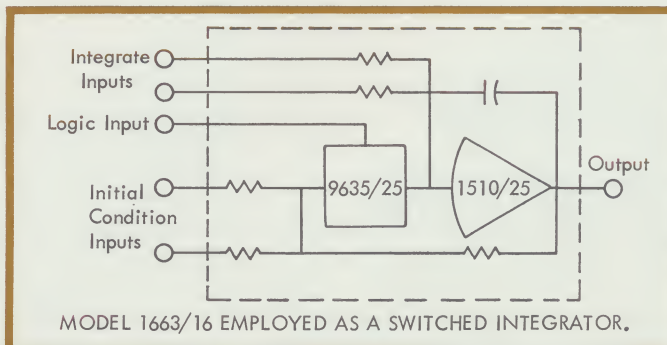 Integrate
Inputs
Logic Input
Initial
Condition
Inputs
9635/25
1510/25
Output
MODEL 1663/16 EMPLOYED AS A SWITCHED INTEGRATOR.